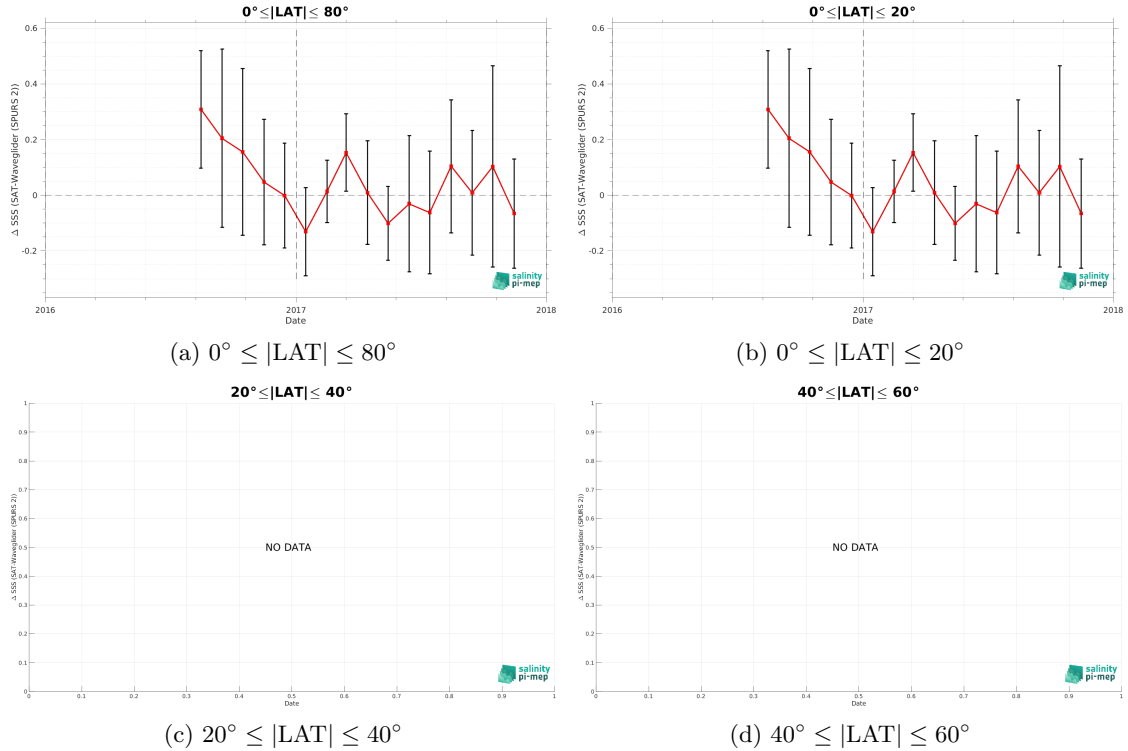 0°≤|LAT|≤ 80°
0.6
0.4
0.2
0
-0.2
Δ SSS (SAT-Waveglider (SPURS 2))
2016
2017
2018
Date
salinity
pi-mep
(a) 0° ≤ |LAT| ≤ 80°
0°≤|LAT|≤ 20°
0.6
0.4
0.2
0
-0.2
Δ SSS (SAT-Waveglider (SPURS 2))
2016
2017
2018
Date
salinity
pi-mep
(b) 0° ≤ |LAT| ≤ 20°
20°≤|LAT|≤ 40°
1
0.9
0.8
0.7
0.6
0.5
0.4
0.3
0.2
0.1
0
Δ SSS (SAT-Waveglider (SPURS 2))
NO DATA
0 0.1 0.2 0.3 0.4 0.5 0.6 0.7 0.8 0.9 1
Date
salinity
pi-mep
(c) 20° ≤ |LAT| ≤ 40°
40°≤|LAT|≤ 60°
1
0.9
0.8
0.7
0.6
0.5
0.4
0.3
0.2
0.1
0
Δ SSS (SAT-Waveglider (SPURS 2))
NO DATA
0 0.1 0.2 0.3 0.4 0.5 0.6 0.7 0.8 0.9 1
Date
salinity
pi-mep
(d) 40° ≤ |LAT| ≤ 60°